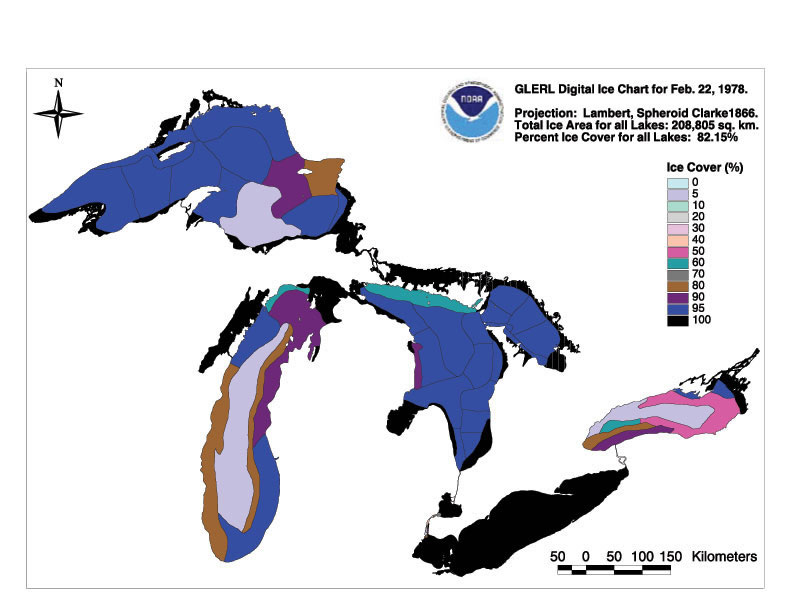 N
NOAA
GLERL Digital Ice Chart for Feb. 22, 1978.
Projection: Lambert, Spheroid Clarke1866.
Total Ice Area for all Lakes: 208,805 sq. km.
Percent Ice Cover for all Lakes: 82.15%
Ice Cover (%)
0
5
10
20
30
40
50
60
70
80
90
95
100
50 0 50 100 150 Kilometers